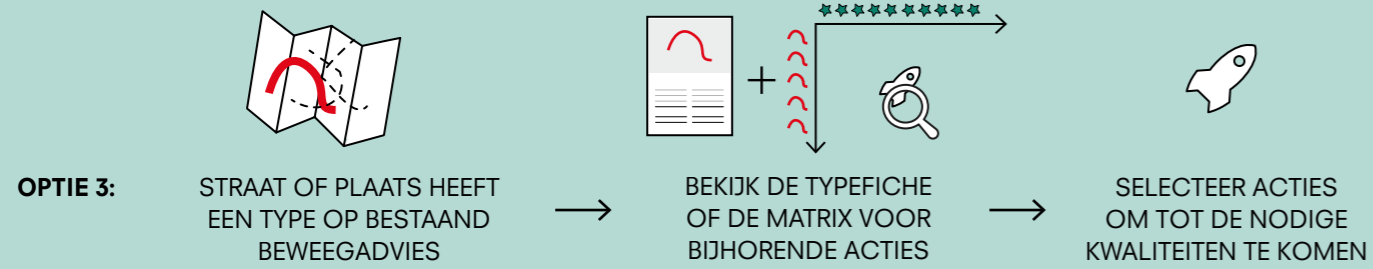 OPTIE 3:
STRAAT OF PLAATS HEEFT
EEN TYPE OP BESTAAND
BEWEEGADVIES
BEKIJK DE TYPEFICHE
OF DE MATRIX VOOR
BIJHORENDE ACTIES
SELECTEER ACTIES
OM TOT DE NODIGE
KWALITEITEN TE KOMEN